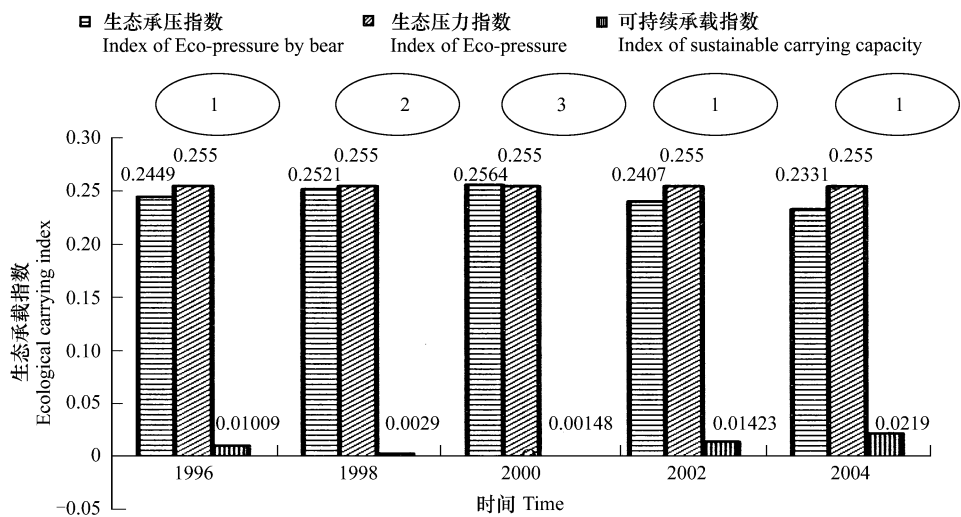 生态承压指数 生态压力指数 可持续承载指数
Index of Eco-pressure by bear Index of Eco-pressure Index of sustainable carrying capacity
1 2 3 1 1
0.30
0.255 0.255 0.255 0.255 0.255
0.2449 0.2521 0.2564 0.2407 0.2331
0.25
0.20
0.15
0.10
0.05
0.01009 0.0029 0.00148 0.01423 0.0219
0
1996 1998 2000 2002 2004
-0.05
时间 Time
生态承载指数
Ecological carrying index